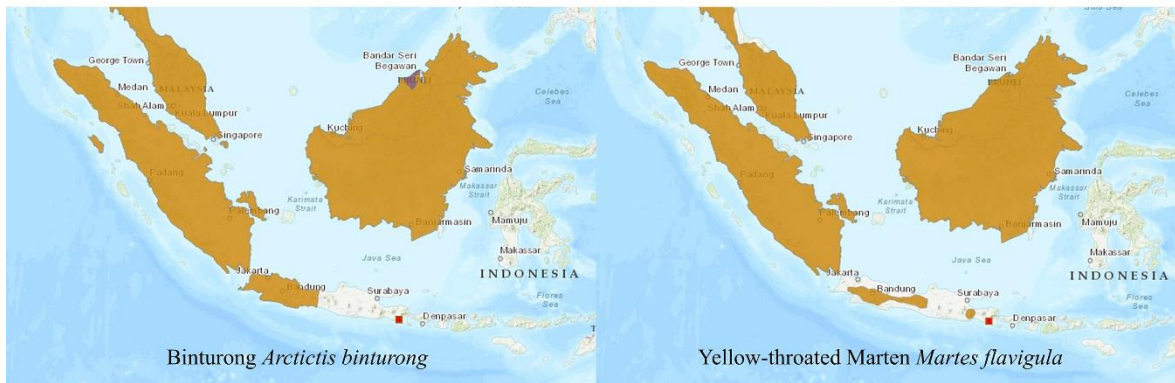 Bandar Seri
Begawan
BRUNEI
George Town
Medan
MALAYSIA
Celebes
Sea
Shah Alam
Kuala Lumpur
Kuching
Singapore
Samarinda
Padang
Makassar
Strait
Karimata
Strait
Palembang
Mamuju
Banjarmasin
Makassar
Java Sea
INDONESIA
Jakarta
Bandung
Surabaya
Flores
Sea
Denpasar
Binturong Arctictis binturong
Sulu Sea
Bandar Seri
Begawan
BRUNEI
George Town
Medan
MALAYSIA
Celebes
Sea
Shah Alam
Kuala Lumpur
Kuching
Singapore
Samarinda
Padang
Makassar
Strait
Karimata
Strait
Palembang
Mamuju
Banjarmasin
Makassar
Java Sea
INDONESIA
Jakarta
Bandung
Surabaya
Flores
Sea
Denpasar
Yellow-throated Marten Martes flavigula